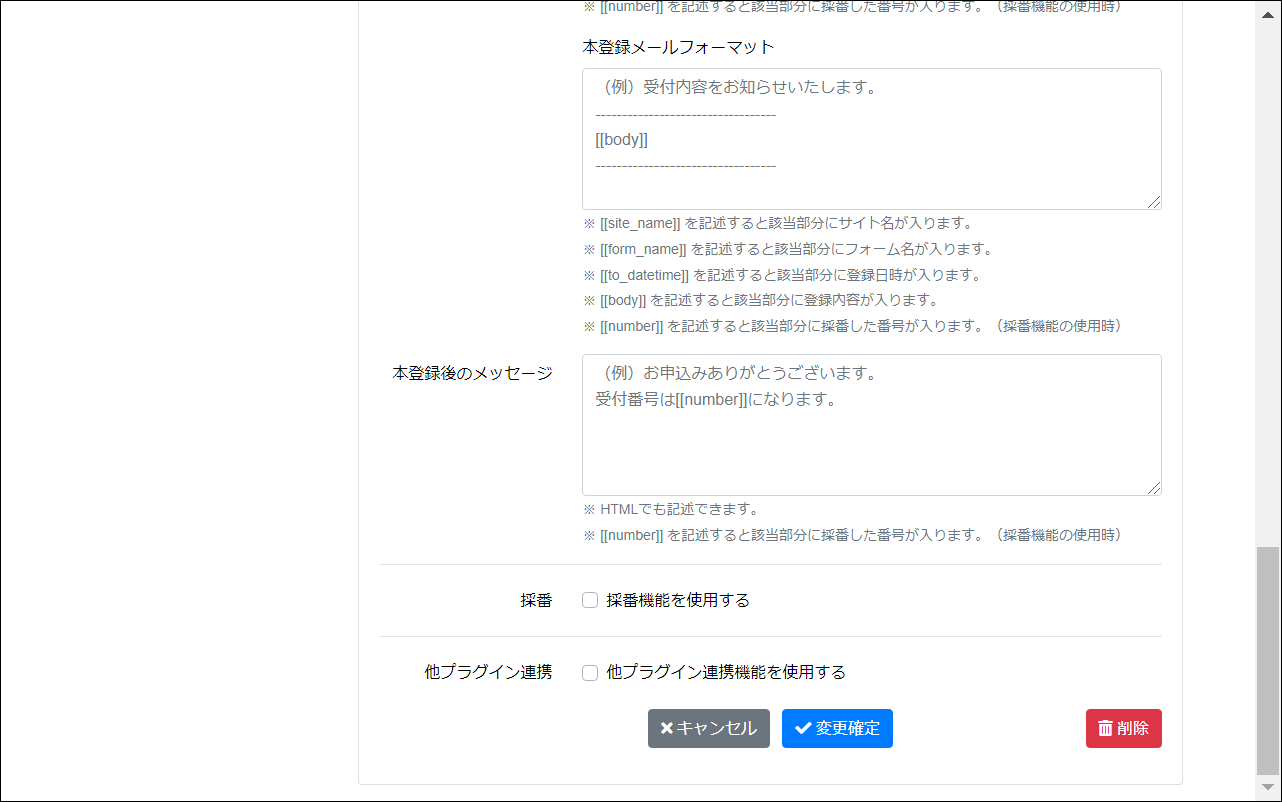 ※ [[number]] を記述すると該当部分に採番した番号が入ります。（採番機能の使用時）
本登録メールフォーマット
（例）受付内容をお知らせいたします。
----------------------------------
[[body]]
----------------------------------
※ [[site_name]] を記述すると該当部分にサイト名が入ります。
※ [[form_name]] を記述すると該当部分にフォーム名が入ります。
※ [[to_datetime]] を記述すると該当部分に登録日時が入ります。
※ [[body]] を記述すると該当部分に登録内容が入ります。
※ [[number]] を記述すると該当部分に採番した番号が入ります。（採番機能の使用時）
本登録後のメッセージ
（例）お申込みありがとうございます。
受付番号は[[number]]になります。
※ HTMLでも記述できます。
※ [[number]] を記述すると該当部分に採番した番号が入ります。（採番機能の使用時）
採番
採番機能を使用する
他プラグイン連携
他プラグイン連携機能を使用する
キャンセル
変更確定
削除